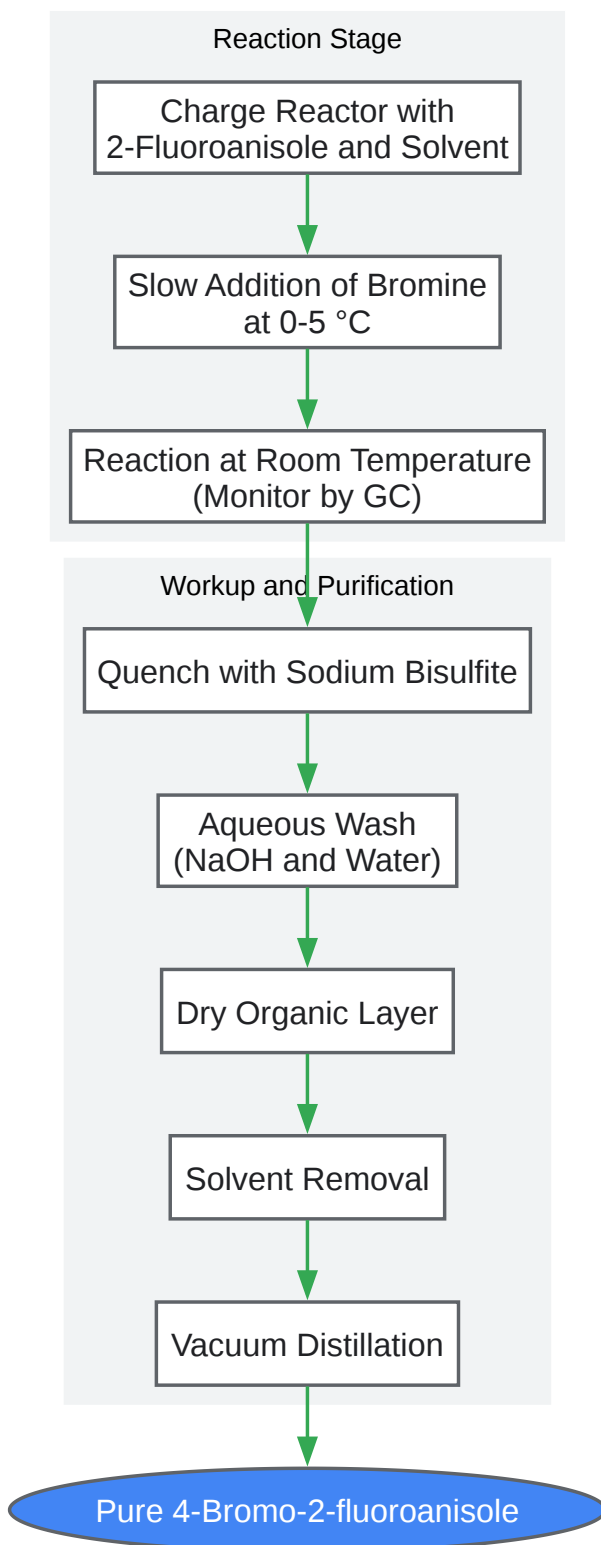 Reaction Stage
Charge Reactor with
2-Fluoroanisole and Solvent
Slow Addition of Bromine
at 0-5 °C
Reaction at Room Temperature
(Monitor by GC)
Workup and Purification
Quench with Sodium Bisulfite
Aqueous Wash
(NaOH and Water)
Dry Organic Layer
Solvent Removal
Vacuum Distillation
Pure 4-Bromo-2-fluoroanisole